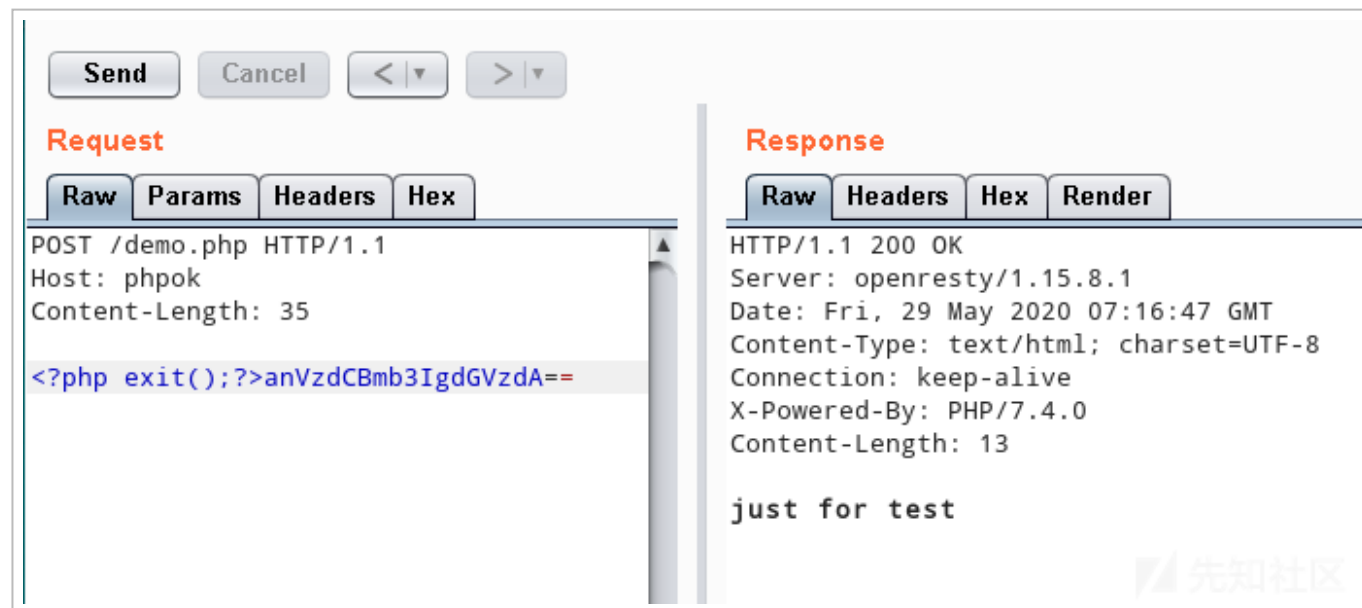 Send Cancel < > 
Request
Raw Params Headers Hex
POST /demo.php HTTP/1.1
Host: phpok
Content-Length: 35
<?php exit();?>anVzdCBmb3IgdGVzdA==
Response
Raw Headers Hex Render
HTTP/1.1 200 OK
Server: openresty/1.15.8.1
Date: Fri, 29 May 2020 07:16:47 GMT
Content-Type: text/html; charset=UTF-8
Connection: keep-alive
X-Powered-By: PHP/7.4.0
Content-Length: 13
just for test
先知社区